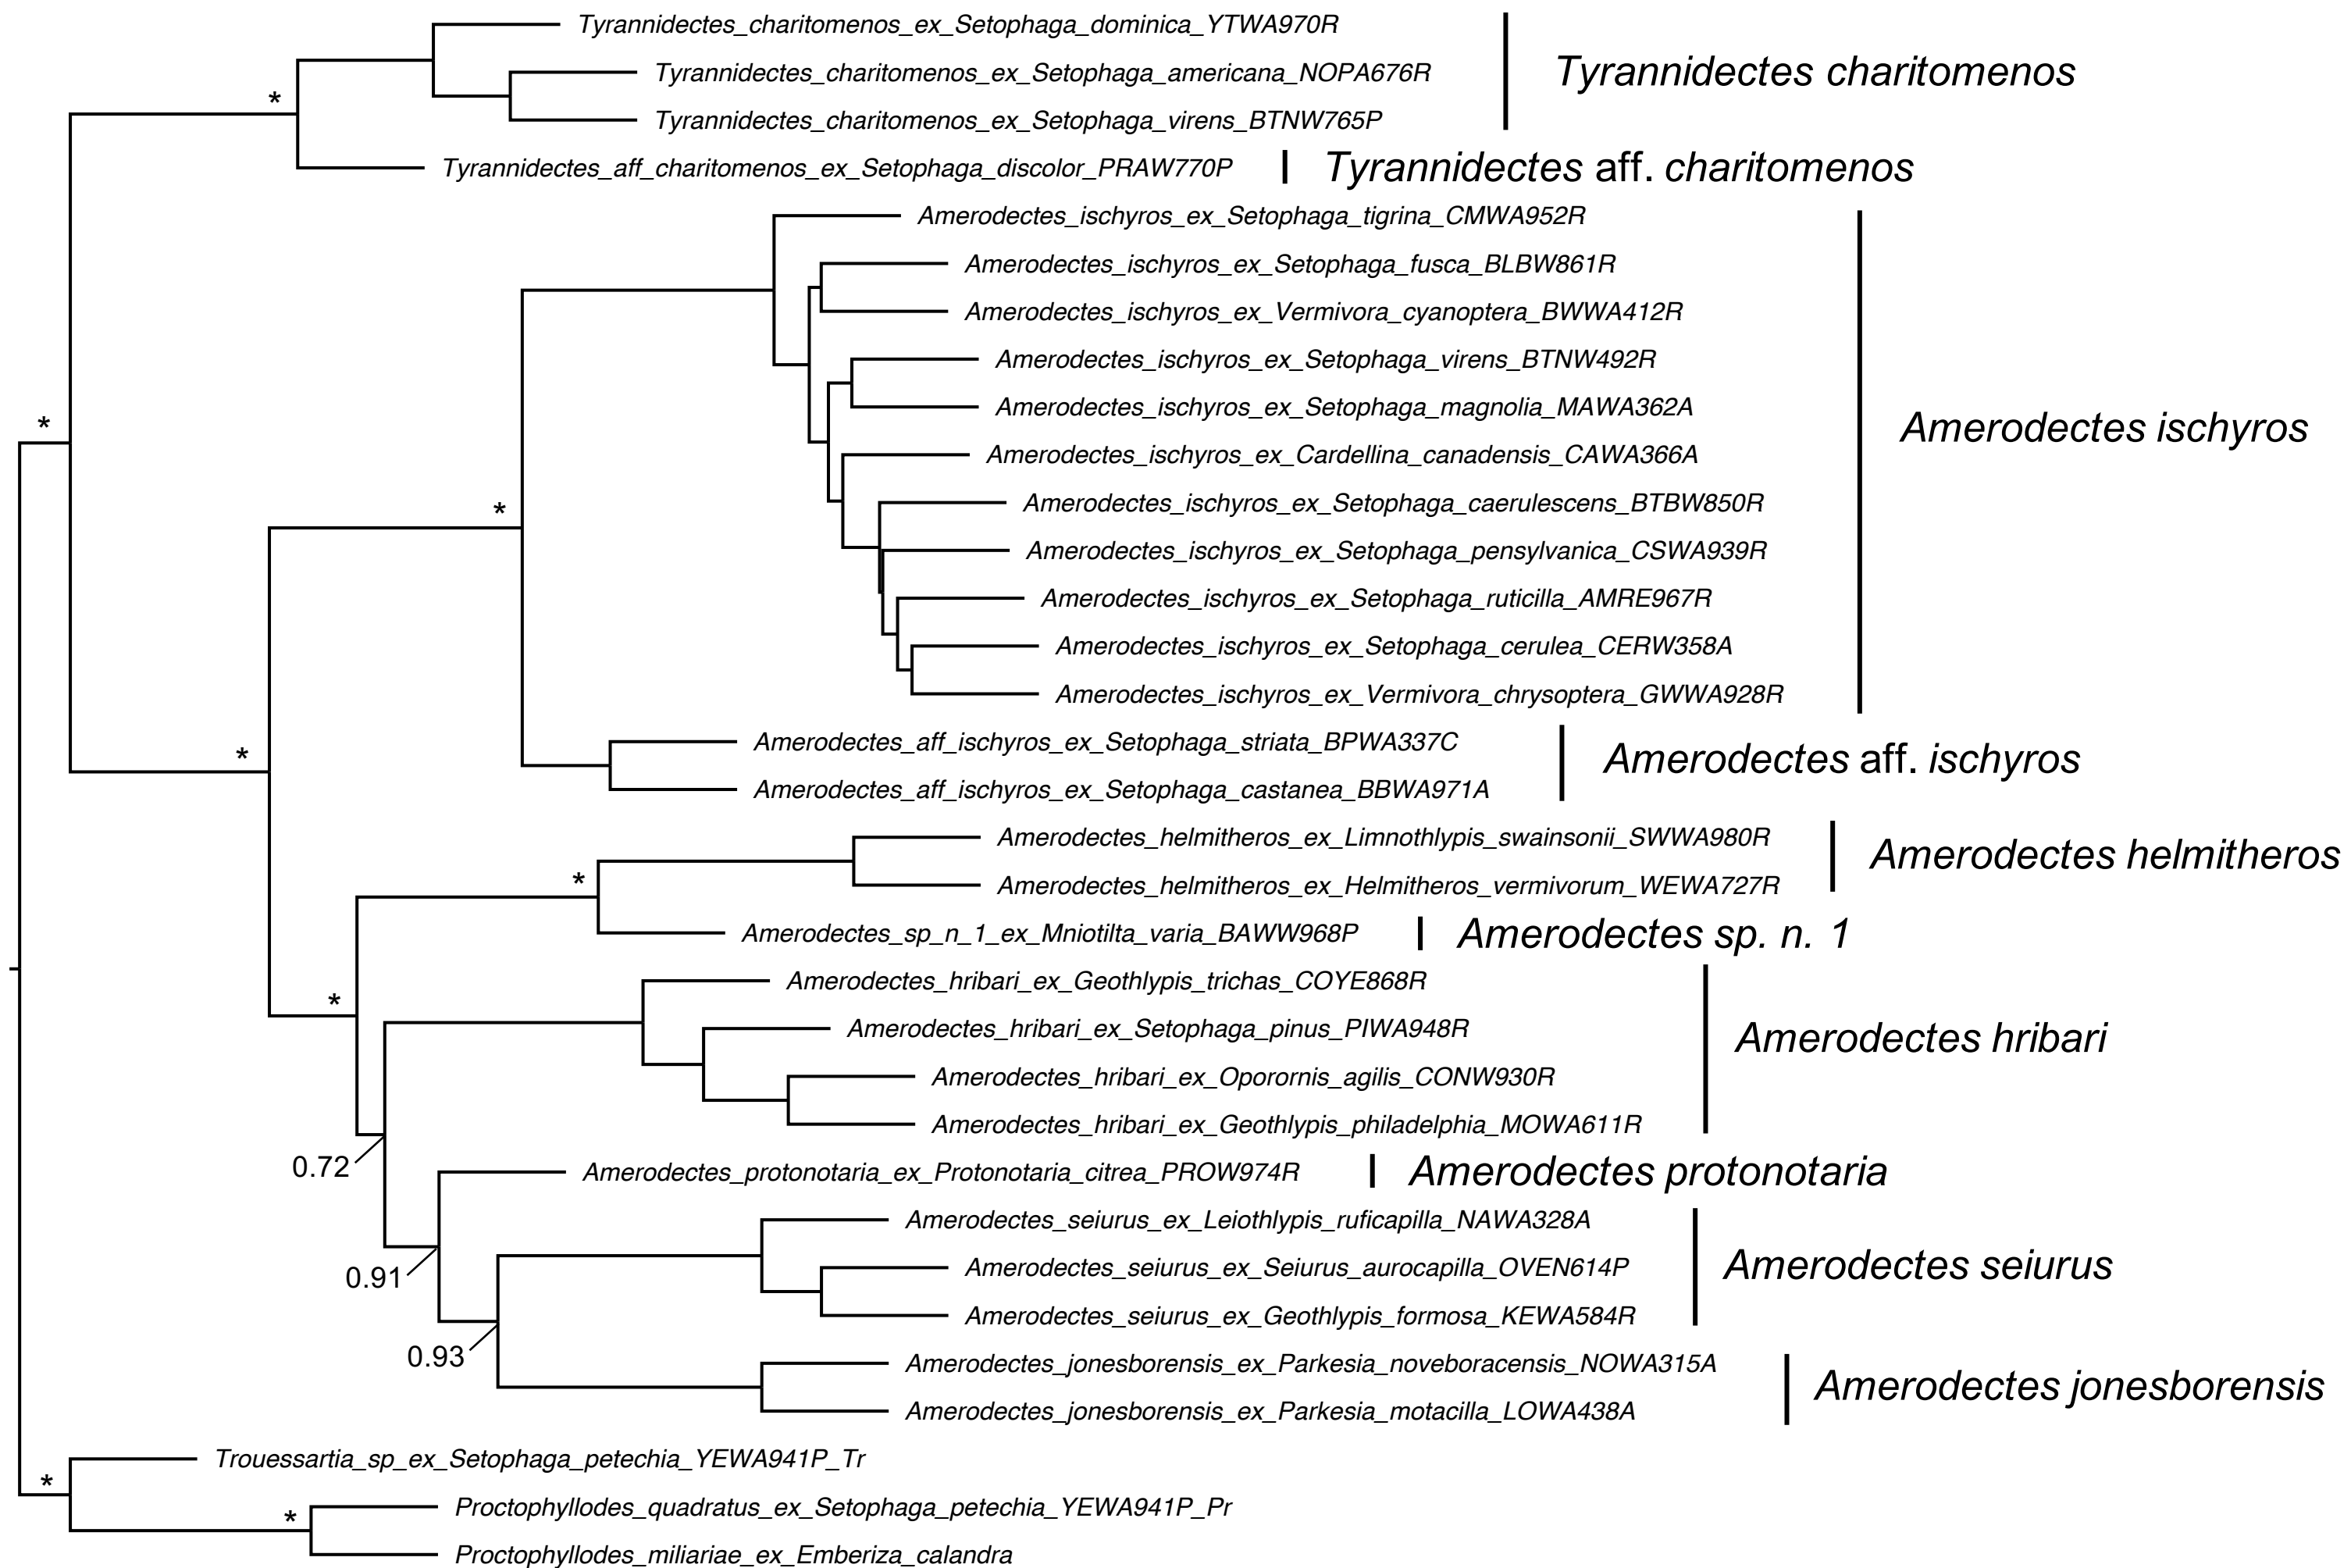 Tyrannidectes_charitomenos_ex_Setophaga_dominica_YTWA970R
Tyrannidectes_charitomenos_ex_Setophaga_americana_NOPA676R
Tyrannidectes charitomenos
*
Tyrannidectes_charitomenos_ex_Setophaga_virens_BTNW765P
Tyrannidectes_aff_charitomenos_ex_Setophaga_discolor_PRAW770P
Tyrannidectes aff. charitomenos
Amerodectes_ischyros_ex_Setophaga_tigrina_CMWA952R
Amerodectes_ischyros_ex_Setophaga_fusca_BLBW861R
Amerodectes_ischyros_ex_Vermivora_cyanoptera_BWWA412R
Amerodectes_ischyros_ex_Setophaga_virens_BTNW492R
Amerodectes_ischyros_ex_Setophaga_magnolia_MAWA362A
*
Amerodectes ischyros
Amerodectes_ischyros_ex_Cardellina_canadensis_CAWA366A
Amerodectes_ischyros_ex_Setophaga_caerulescens_BTBW850R
*
Amerodectes_ischyros_ex_Setophaga_pensylvanica_CSWA939R
Amerodectes_ischyros_ex_Setophaga_ruticilla_AMRE967R
Amerodectes_ischyros_ex_Setophaga_cerulea_CERW358A
Amerodectes_ischyros_ex_Vermivora_chrysoptera_GWWA928R
*
Amerodectes_aff_ischyros_ex_Setophaga_striata_BPWA337C
Amerodectes aff. ischyros
Amerodectes_aff_ischyros_ex_Setophaga_castanea_BBWA971A
Amerodectes_helmitheros_ex_Limnothlypis_swainsonii_SWWA980R
Amerodectes helmitheros
*
Amerodectes_helmitheros_ex_Helmitheros_vermivorum_WEWA727R
Amerodectes_sp_n_1_ex_Mniotilta_varia_BAWW968P
Amerodectes sp. n. 1
Amerodectes_hribari_ex_Geothlypis_trichas_COYE868R
*
Amerodectes_hribari_ex_Setophaga_pinus_PIWA948R
Amerodectes hribari
Amerodectes_hribari_ex_Oporornis_agilis_CONW930R
Amerodectes_hribari_ex_Geothlypis_philadelphia_MOWA611R
0.72
Amerodectes_protonotaria_ex_Protonotaria_citrea_PROW974R
Amerodectes protonotaria
Amerodectes_seiurus_ex_Leiothlypis_ruficapilla_NAWA328A
0.91
Amerodectes_seiurus_ex_Seiurus_aurocapilla_OVEN614P
Amerodectes seiurus
Amerodectes_seiurus_ex_Geothlypis_formosa_KEWA584R
0.93
Amerodectes_jonesborensis_ex_Parkesia_noveboracensis_NOWA315A
Amerodectes jonesborensis
Amerodectes_jonesborensis_ex_Parkesia_motacilla_LOWA438A
Trouessartia_sp_ex_Setophaga_petechia_YEWA941P_Tr
*
Proctophyllodes_quadratus_ex_Setophaga_petechia_YEWA941P_Pr
*
Proctophyllodes_miliariae_ex_Emberiza_calandra